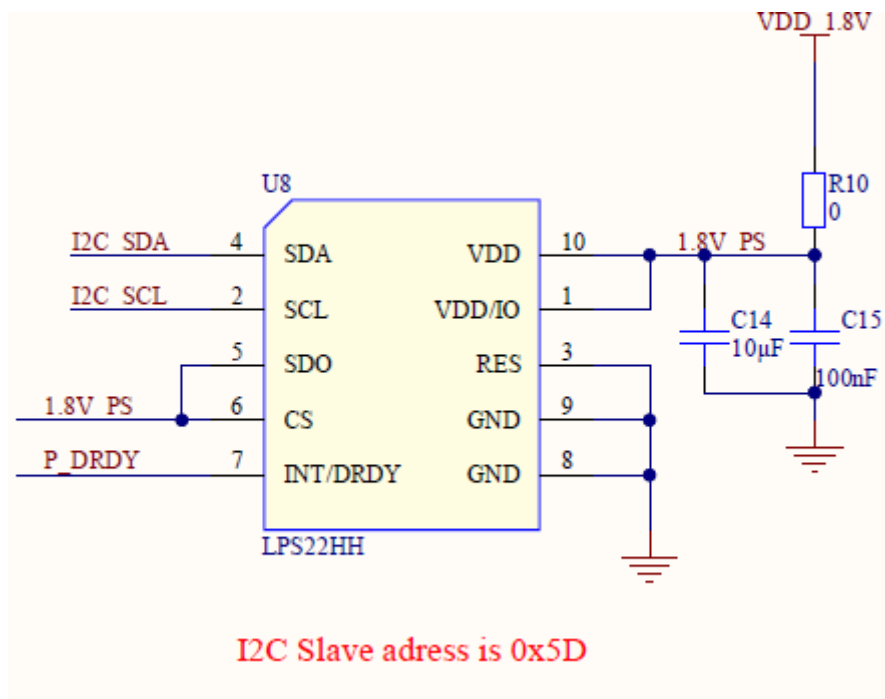 VDD_1.8V
U8
R10
0
I2C_SDA 4 SDA VDD 10 1.8V_PS
I2C_SCL 2 SCL VDD/IO 1
C14
10µF
C15
100nF
5 SDO RES 3
1.8V_PS 6 CS GND 9
P_DRDY 7 INT/DRDY GND 8
LPS22HH
I2C Slave adress is 0x5D